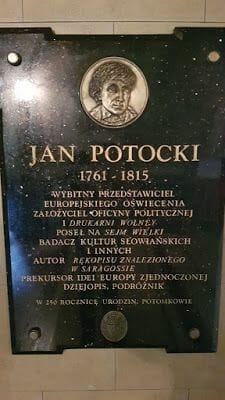 JAN POTOCKI
1761 - 1815
WYBITNY PRZEDSTAWICIEL
EUROPEJSKIEGO OŚWIECENIA
ZAŁOŻYCIEL OFICYNY POLITYCZNEJ
I DRUKARNI WOLNEY
POSEŁ NA SEJM WIELKI
BADACZ KULTUR SŁOWIAŃSKICH
I INNYCH
AUTOR RĘKOPISU ZNALEZIONEGO
W SARAGOSSIE
PREKURSOR IDEI EUROPY ZJEDNOCZONEJ
DZIEJOPIS, PODRÓŻNIK
W 250 ROCZNICĘ URODZIN, POTOMKOWIE